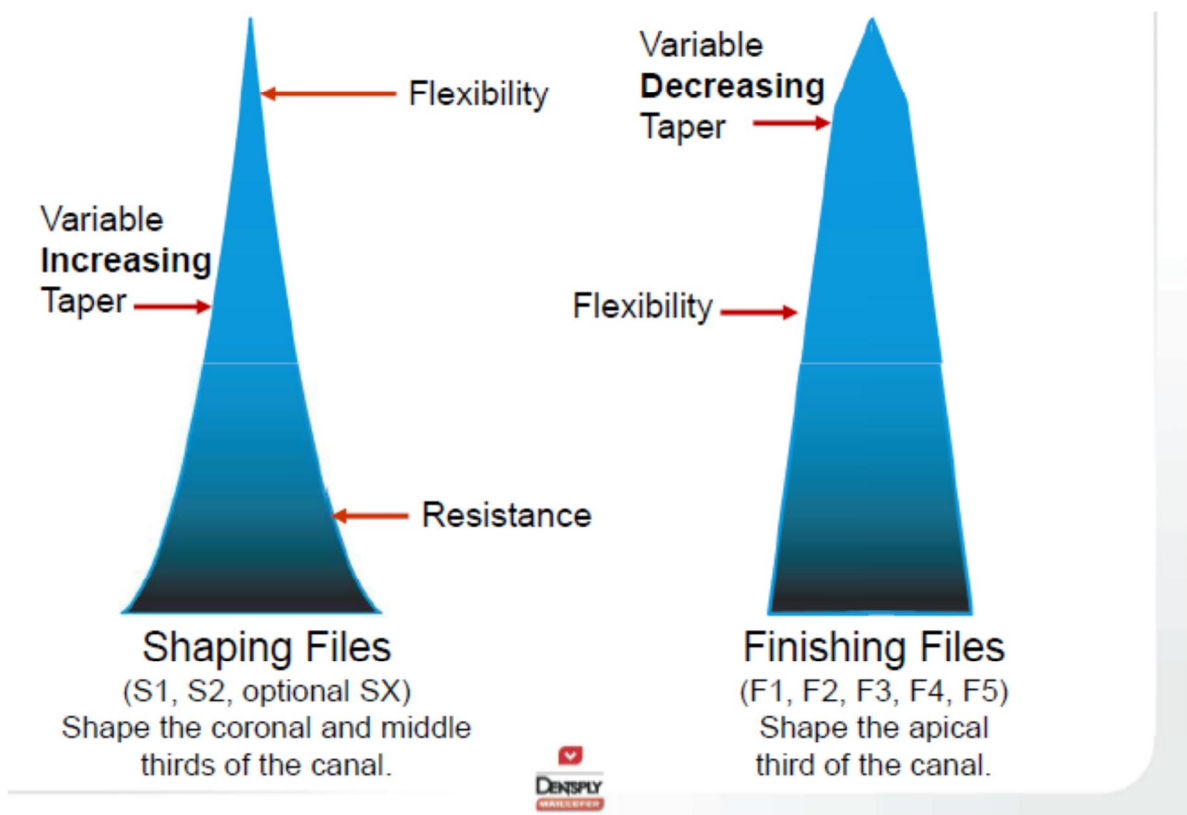 Flexibility
Variable
Increasing
Taper
Resistance
Shaping Files
(S1, S2, optional SX)
Shape the coronal and middle
thirds of the canal.
Variable
Decreasing
Taper
Flexibility
Finishing Files
(F1, F2, F3, F4, F5)
Shape the apical
third of the canal.
DENTSPLY
MAILLEFER